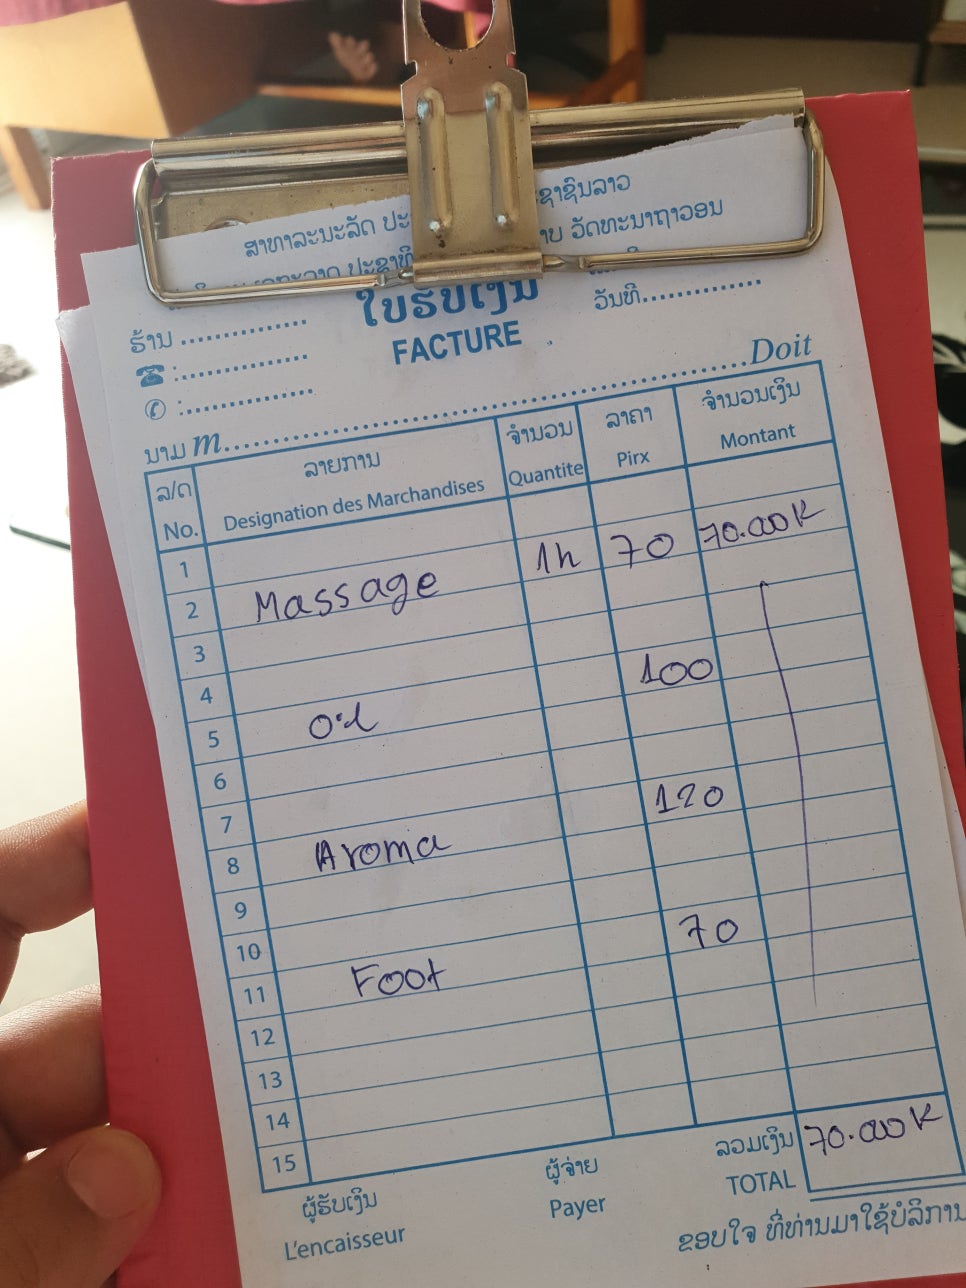 ສາທາລະນະລັດ ປະ ຊາຊົນລາວ
ປະຊາທິ າບ ວັດທະນາຖາວອນ
ໃບຮັບເງິນ
FACTURE
ຮ້ານ ..................
ວັນທີ..................
☎ :..................
✆ :..................
ນາມ m.................................................................Doit
ລ/ດ ລາຍການ ຈຳນວນ ລາຄາ ຈຳນວນເງິນ
No. Designation des Marchandises Quantite Pirx Montant
1
2 Massage 1h 70 70.000K
3
4
5 oil 100
6
7
8 Aroma 120
9
10
11 Foot 70
12
13
14
15
ລວມເງິນ 70.000K
TOTAL
ຜູ້ຮັບເງິນ ຜູ້ຈ່າຍ
L'encaisseur Payer
ຂອບໃຈ ທີ່ທ່ານມາໃຊ້ບໍລິການ